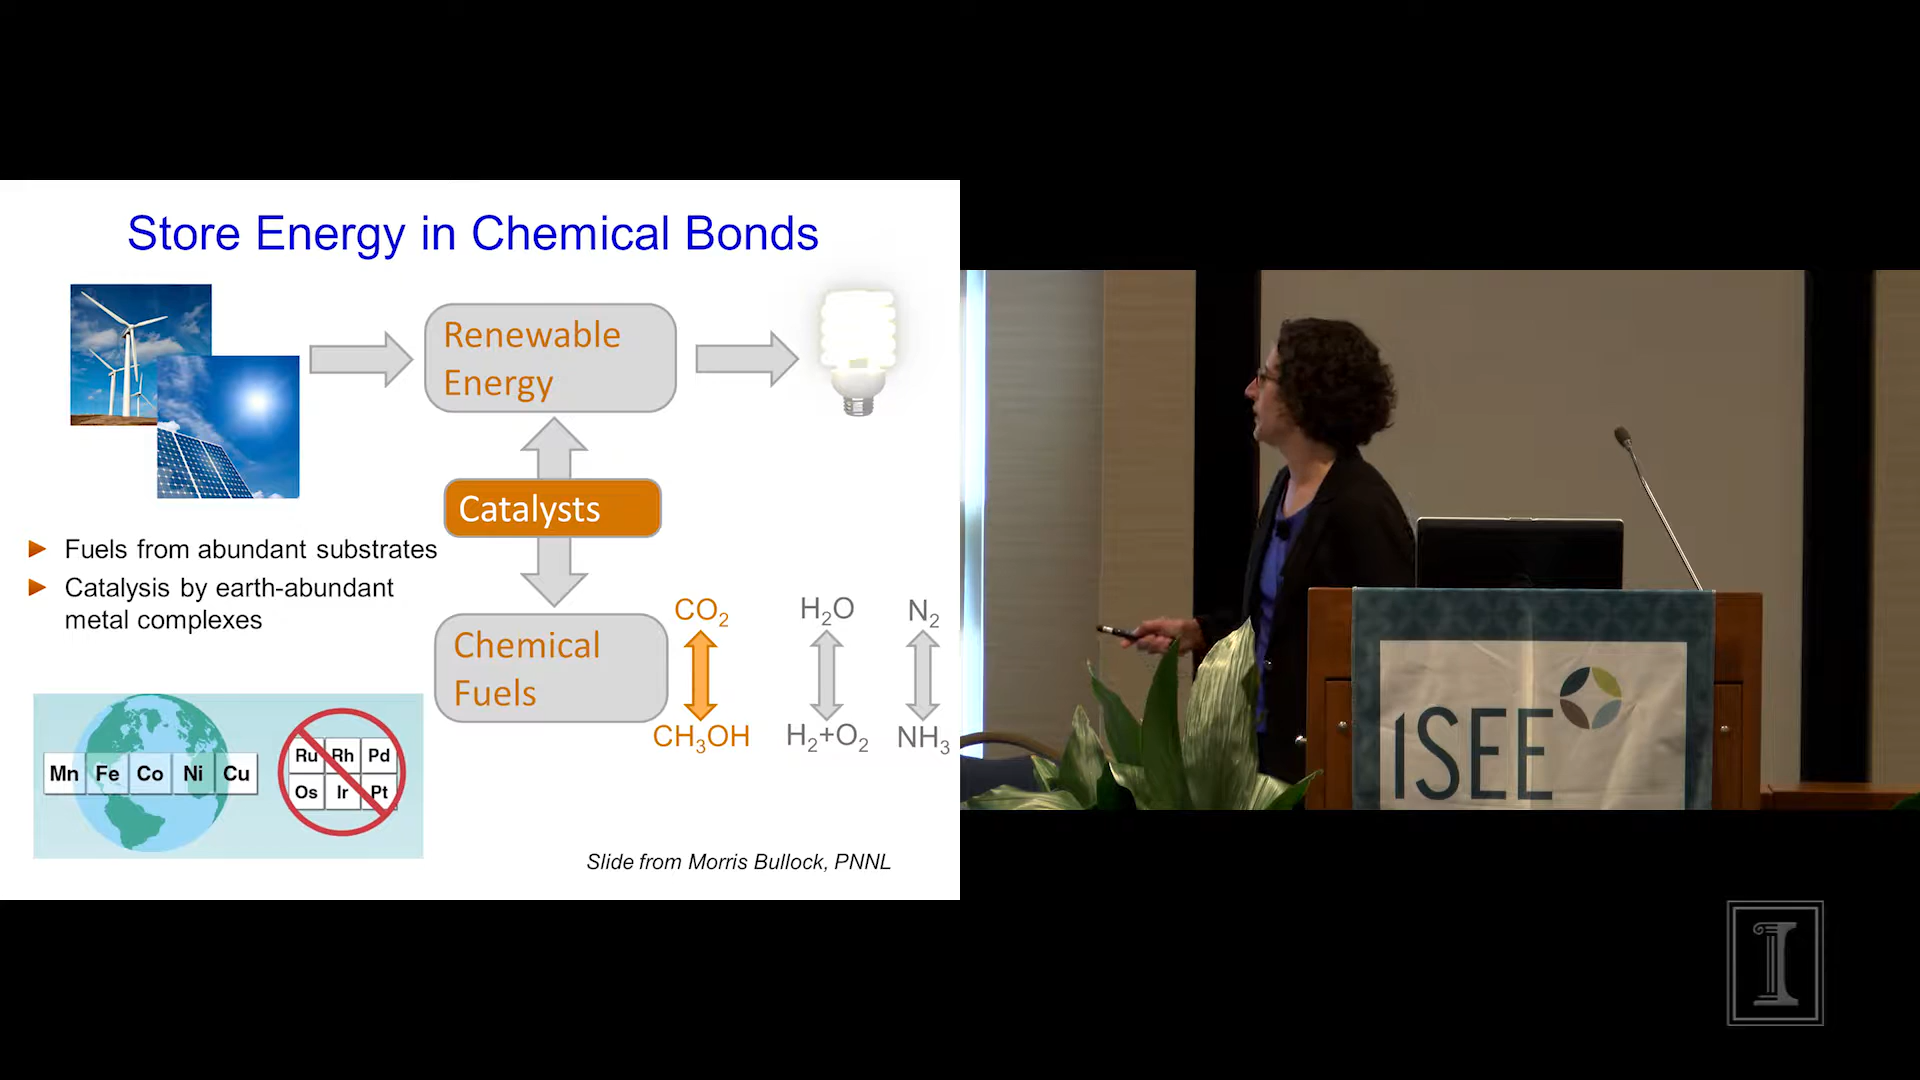 Store Energy in Chemical Bonds
Renewable
Energy
Catalysts
Fuels from abundant substrates
Catalysis by earth-abundant
metal complexes
Chemical
Fuels
CO₂
CH₃OH
H₂O
H₂+O₂
N₂
NH₃
Mn Fe Co Ni Cu
Ru Rh Pd
Os Ir Pt
Slide from Morris Bullock, PNNL
iSEE
I